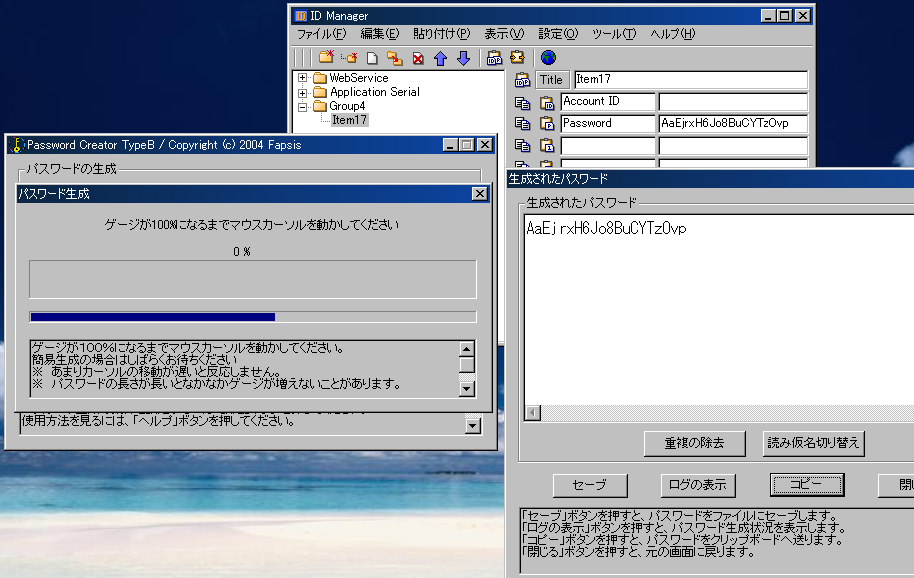 ID Manager
ファイル(F) 編集(E) 貼り付け(P) 表示(V) 設定(O) ツール(T) ヘルプ(H)
WebService
Application Serial
Group4
Item17
Title Item17
Account ID
Password AaEjrxH6Jo8BuCYTzOvp
Password Creator TypeB / Copyright (c) 2004 Fapsis
パスワードの生成
パスワード生成
ゲージが100%になるまでマウスカーソルを動かしてください
0 %
ゲージが100%になるまでマウスカーソルを動かしてください。
簡易生成の場合はしばらくお待ちください
※ あまりカーソルの移動が遅いと反応しません。
※ パスワードの長さが長いとなかなかゲージが増えないことがあります。
使用方法を見るには、「ヘルプ」ボタンを押してください。
生成されたパスワード
生成されたパスワード
AaEjrxH6Jo8BuCYTzOvp
重複の除去 読み仮名切り替え
セーブ ログの表示 コピー 閉
「セーブ」ボタンを押すと、パスワードをファイルにセーブします。
「ログの表示」ボタンを押すと、パスワード生成状況を表示します。
「コピー」ボタンを押すと、パスワードをクリップボードへ送ります。
「閉じる」ボタンを押すと、元の画面に戻ります。